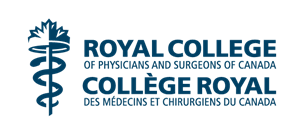 ROYAL COLLEGE
OF PHYSICIANS AND SURGEONS OF CANADA
COLLÈGE ROYAL
DES MÉDECINS ET CHIRURGIENS DU CANADA